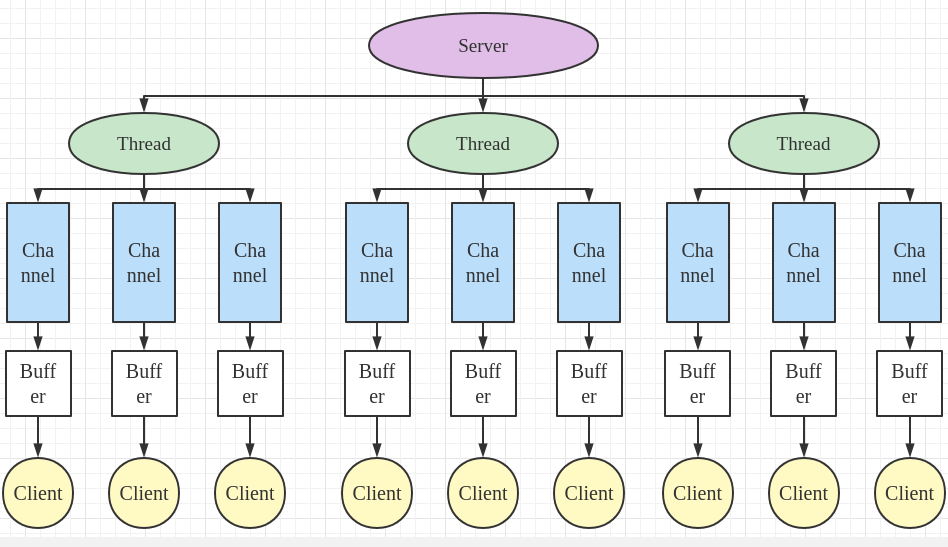 Server
Thread
Thread
Thread
Cha
nnel
Cha
nnel
Cha
nnel
Cha
nnel
Cha
nnel
Cha
nnel
Cha
nnel
Cha
nnel
Cha
nnel
Buff
er
Buff
er
Buff
er
Buff
er
Buff
er
Buff
er
Buff
er
Buff
er
Buff
er
Client
Client
Client
Client
Client
Client
Client
Client
Client